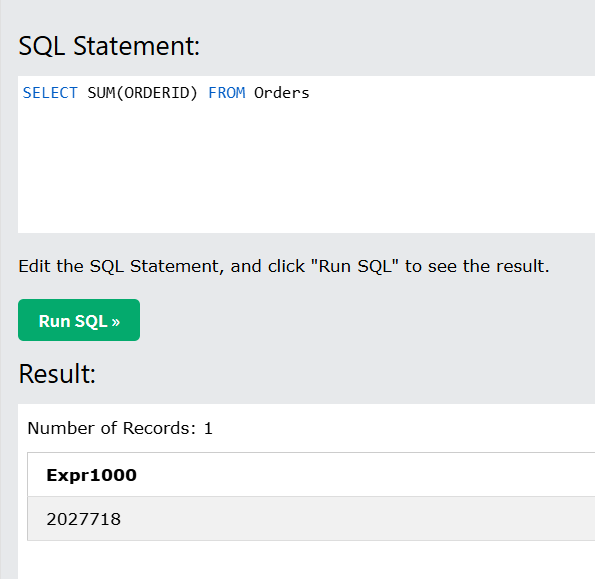 SQL Statement:
SELECT SUM(ORDERID) FROM Orders
Edit the SQL Statement, and click "Run SQL" to see the result.
Run SQL »
Result:
Number of Records: 1
Expr1000
2027718